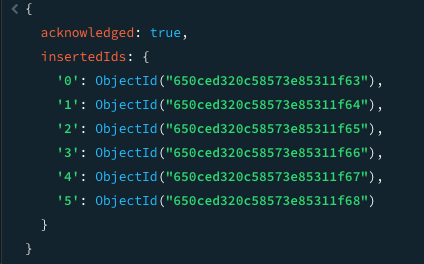 < {
acknowledged: true,
insertedIds: {
'0': ObjectId("650ced320c58573e85311f63"),
'1': ObjectId("650ced320c58573e85311f64"),
'2': ObjectId("650ced320c58573e85311f65"),
'3': ObjectId("650ced320c58573e85311f66"),
'4': ObjectId("650ced320c58573e85311f67"),
'5': ObjectId("650ced320c58573e85311f68")
}
}